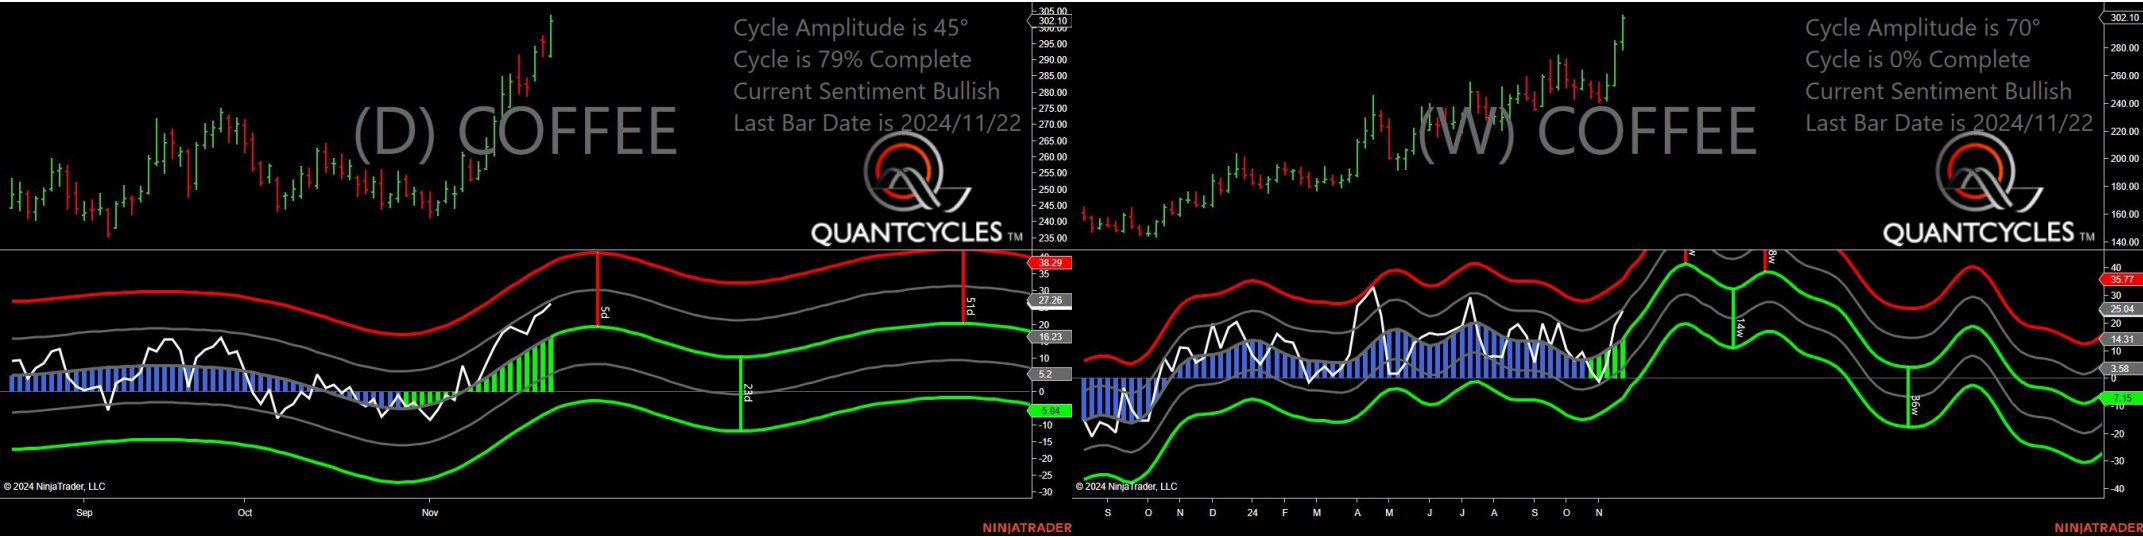 305.00
302.10
295.00
290.00
285.00
280.00
275.00
270.00
265.00
260.00
255.00
250.00
245.00
240.00
235.00
Cycle Amplitude is 45°
Cycle is 79% Complete
Current Sentiment Bullish
Last Bar Date is 2024/11/22
(D) COFFEE
QUANTCYCLES TM
38.29
35
30
27.26
20
16.23
10
5.2
0
-5.84
-10
-15
-20
-25
-30
5d
23d
51d
© 2024 NinjaTrader, LLC
Sep
Oct
Nov
NINJATRADER
302.10
280.00
260.00
240.00
220.00
200.00
180.00
160.00
140.00
Cycle Amplitude is 70°
Cycle is 0% Complete
Current Sentiment Bullish
Last Bar Date is 2024/11/22
(W) COFFEE
QUANTCYCLES TM
40
35.77
30
25.04
20
14.31
10
3.58
0
-7.15
-10
-20
-30
-40
w
8w
14w
36w
© 2024 NinjaTrader, LLC
S O N D 24 F M A M J J A S O N
NINJATRADER